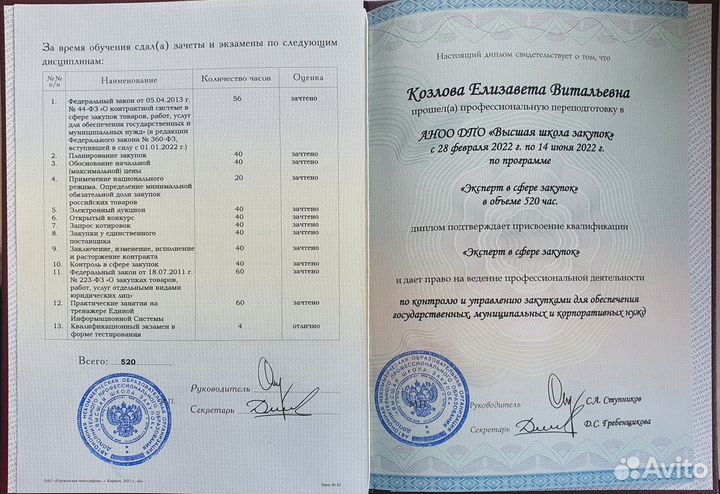 За время обучения сдал(а) зачеты и экзамены по следующим
дисциплинам:
№№
п/п
Наименование
Количество часов
Оценка
1. Федеральный закон от 05.04.2013 г. 56 зачтено
№ 44-ФЗ «О контрактной системе в
сфере закупок товаров, работ, услуг
для обеспечения государственных и
муниципальных нужд» (в редакции
Федерального закона № 360-ФЗ,
вступившей в силу с 01.01.2022 г.)
2. Планирование закупок 40 зачтено
3. Обоснование начальной 40 зачтено
(максимальной) цены
4. Применение национального 20 зачтено
режима. Определение минимальной
обязательной доли закупок
российских товаров
5. Электронный аукцион 40 зачтено
6. Открытый конкурс 40 зачтено
7. Запрос котировок 40 зачтено
8. Закупки у единственного 40 зачтено
поставщика
9. Заключение, изменение, исполнение 40 зачтено
и расторжение контракта
10. Контроль в сфере закупок 40 зачтено
11. Федеральный закон от 18.07.2011 г. 60 зачтено
№ 223-ФЗ «О закупках товаров,
работ, услуг отдельными видами
юридических лиц»
12. Практические занятия на 60 зачтено
тренажере Единой
Информационной Системы
13. Квалификационный экзамен в 4 отлично
форме тестирования
Всего: 520
Руководитель
Секретарь
Настоящий диплом свидетельствует о том, что
Козлова Елизавета Витальевна
прошел(а) профессиональную переподготовку в
АНОО ДПО «Высшая школа закупок»
с 28 февраля 2022 г. по 14 июня 2022 г.
по программе
«Эксперт в сфере закупок»
в объеме 520 час.
диплом подтверждает присвоение квалификации
«Эксперт в сфере закупок»
и дает право на ведение профессиональной деятельности
по контролю и управлению закупками для обеспечения
государственных, муниципальных и корпоративных нужд
М.П.
Руководитель С.А. Ступников
Секретарь Д.С. Гребенщикова
Avito